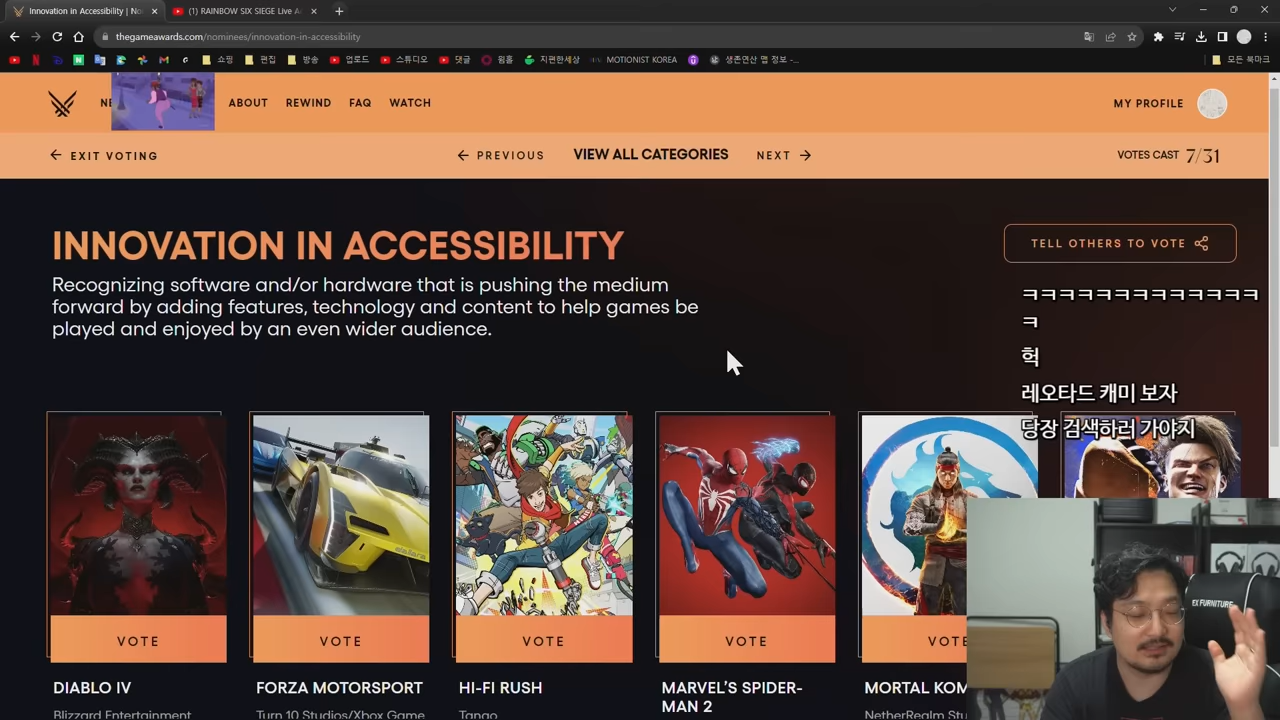 Innovation in Accessibility | No
(1) RAINBOW SIX SIEGE Live A
thegameawards.com/nominees/innovation-in-accessibility
쇼핑
편집
방송
업로드
스튜디오
댓글
윙홈
지편한세상
MOTIONIST KOREA
생존연산 맵 정보 -...
모든 북마크
NE
ABOUT
REWIND
FAQ
WATCH
MY PROFILE
EXIT VOTING
PREVIOUS
VIEW ALL CATEGORIES
NEXT
VOTES CAST 7/31
INNOVATION IN ACCESSIBILITY
TELL OTHERS TO VOTE
Recognizing software and/or hardware that is pushing the medium
forward by adding features, technology and content to help games be
played and enjoyed by an even wider audience.
ㅋㅋㅋㅋㅋㅋㅋㅋㅋㅋㅋㅋㅋ
ㅋ
헉
레오타드 캐미 보자
당장 검색하러 가야지
VOTE
VOTE
VOTE
VOTE
VOTE
EX FURNITURE
DIABLO IV
FORZA MOTORSPORT
HI-FI RUSH
MARVEL'S SPIDER-
MAN 2
MORTAL KOM
Blizzard Entertainment
Turn 10 Studios/Xbox Game
Tango
NetherRealm Stu